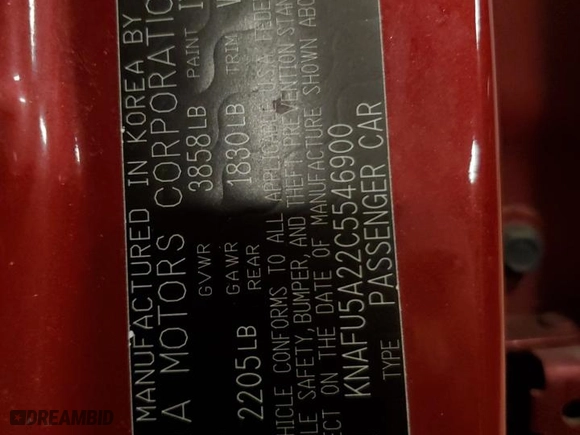 MANUFACTURED IN KOREA BY
A MOTORS CORPORATIO
GVWR 3858LB PAINT
2205LB GAWR REAR 1830LB TRIM
HICLE CONFORMS TO ALL
LE SAFETY, BUMPER, AND THEFT PREVENTION STAN
ECT ON THE DATE OF MANUFACTURE SHOWN ABO
KNAFU5A22C5546900
TYPE PASSENGER CAR
DREAMBID